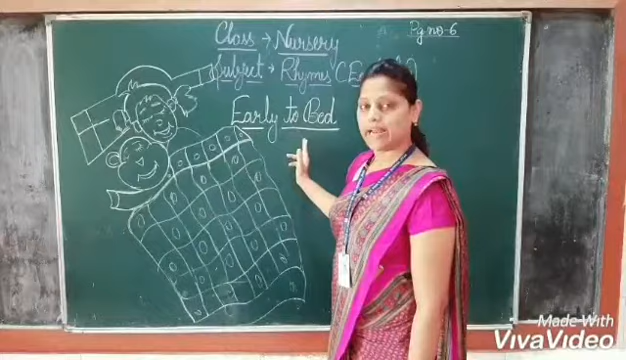 Pg no-6
Class → Nursery
Subject → Rhymes
Early to Bed
Made With
VivaVideo